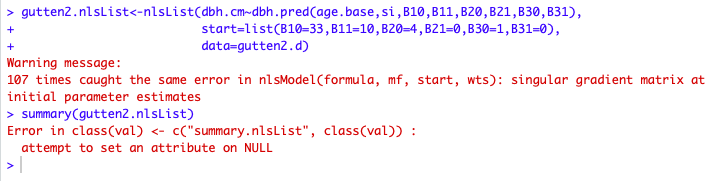 > gutten2.nlsList<-nlsList(dbh.cm~dbh.pred(age.base,si,B10,B11,B20,B21,B30,B31),
+ start=list(B10=33,B11=10,B20=4,B21=0,B30=1,B31=0),
+ data=gutten2.d)
Warning message:
107 times caught the same error in nlsModel(formula, mf, start, wts): singular gradient matrix at
initial parameter estimates
> summary(gutten2.nlsList)
Error in class(val) <- c("summary.nlsList", class(val)) :
attempt to set an attribute on NULL
>